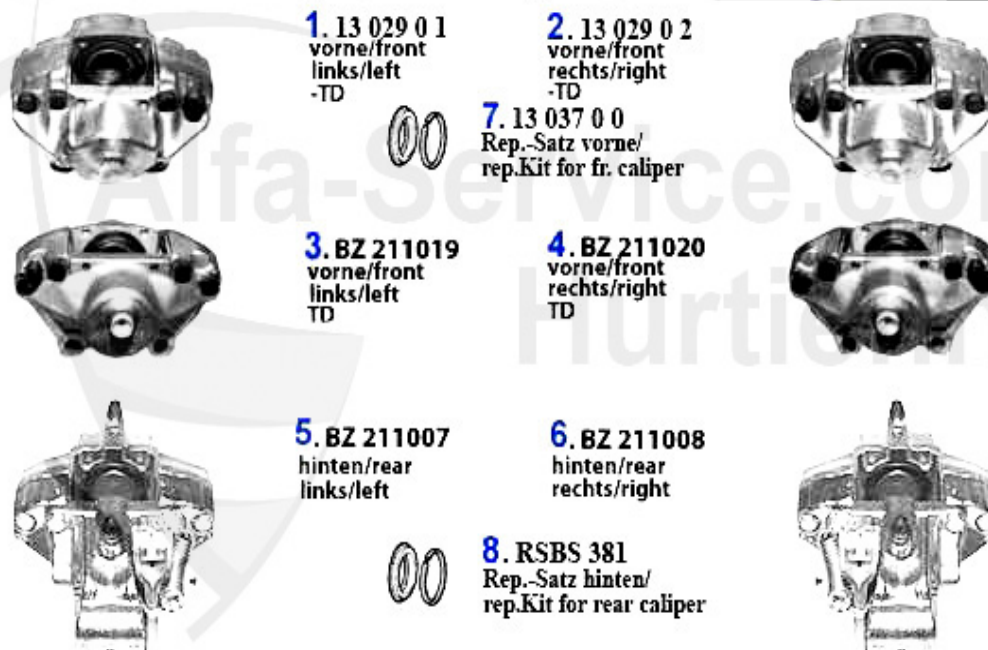 1. 13 029 0 1
vorne/front
links/left
-TD
2. 13 029 0 2
vorne/front
rechts/right
-TD
7. 13 037 0 0
Rep.-Satz vorne/
rep.Kit for fr. caliper
3. BZ 211019
vorne/front
links/left
TD
4. BZ 211020
vorne/front
rechts/right
TD
5. BZ 211007
hinten/rear
links/left
6. BZ 211008
hinten/rear
rechts/right
8. RSBS 381
Rep.-Satz hinten/
rep.Kit for rear caliper
Alfa-Service.com